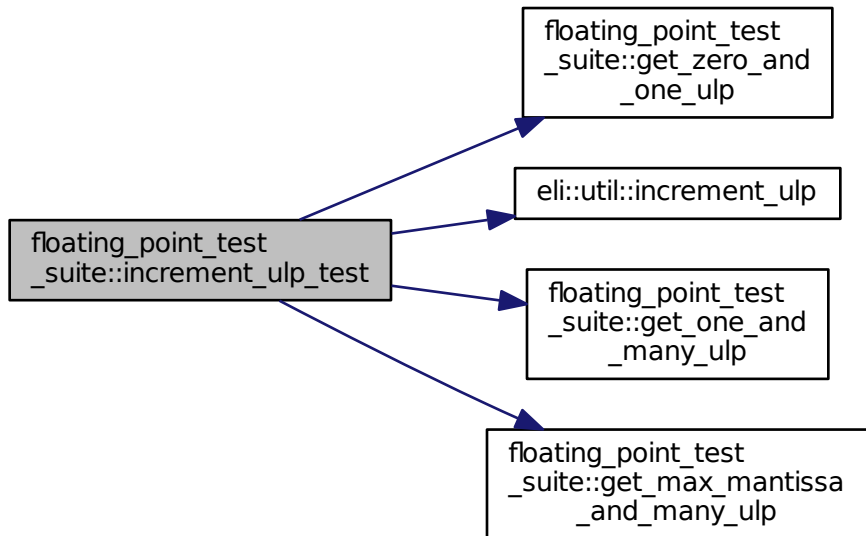 floating_point_test
_suite::increment_ulp_test
floating_point_test
_suite::get_zero_and
_one_ulp
eli::util::increment_ulp
floating_point_test
_suite::get_one_and
_many_ulp
floating_point_test
_suite::get_max_mantissa
_and_many_ulp